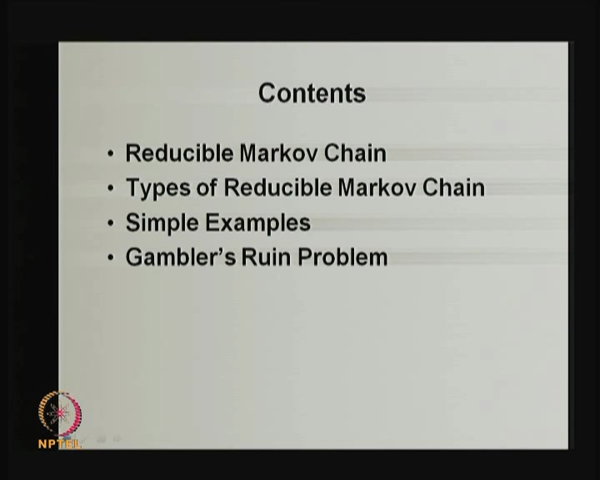 Contents
• Reducible Markov Chain
• Types of Reducible Markov Chain
• Simple Examples
• Gambler's Ruin Problem
NPTEL